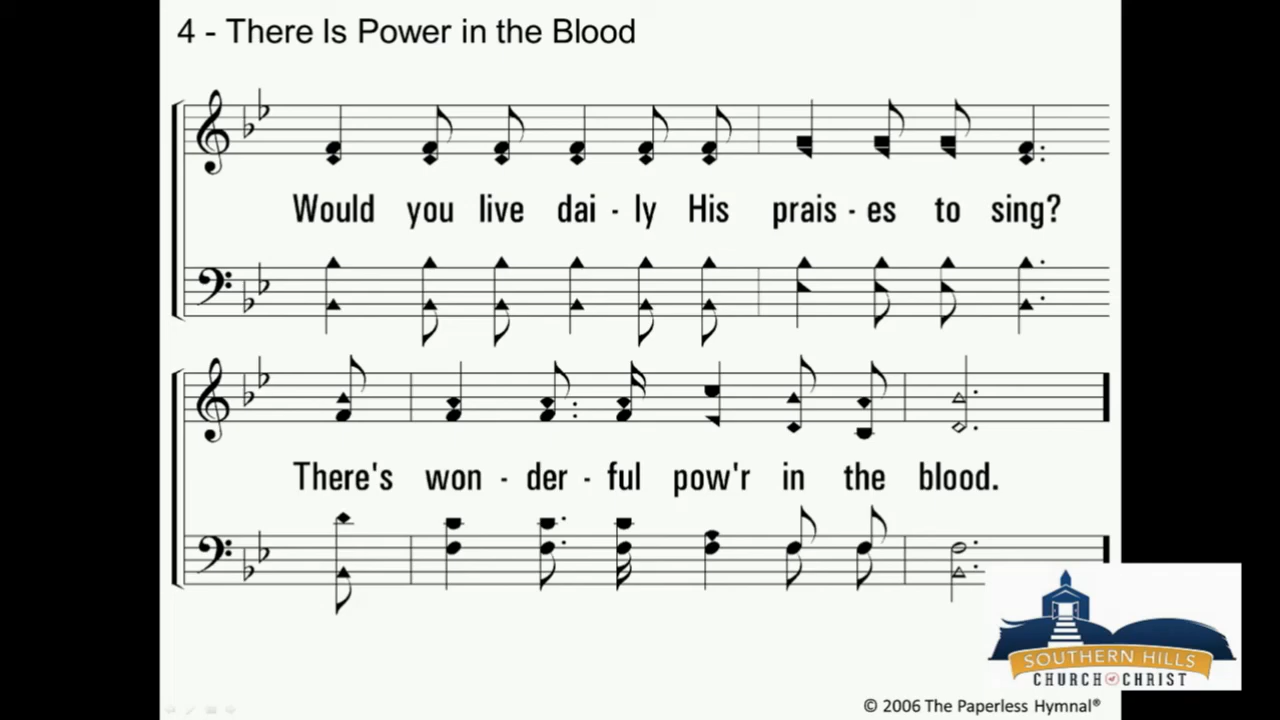 4 - There Is Power in the Blood
Would you live dai - ly His prais - es to sing?
There's won - der - ful pow'r in the blood.
SOUTHERN HILLS
CHURCH of CHRIST
© 2006 The Paperless Hymnal®